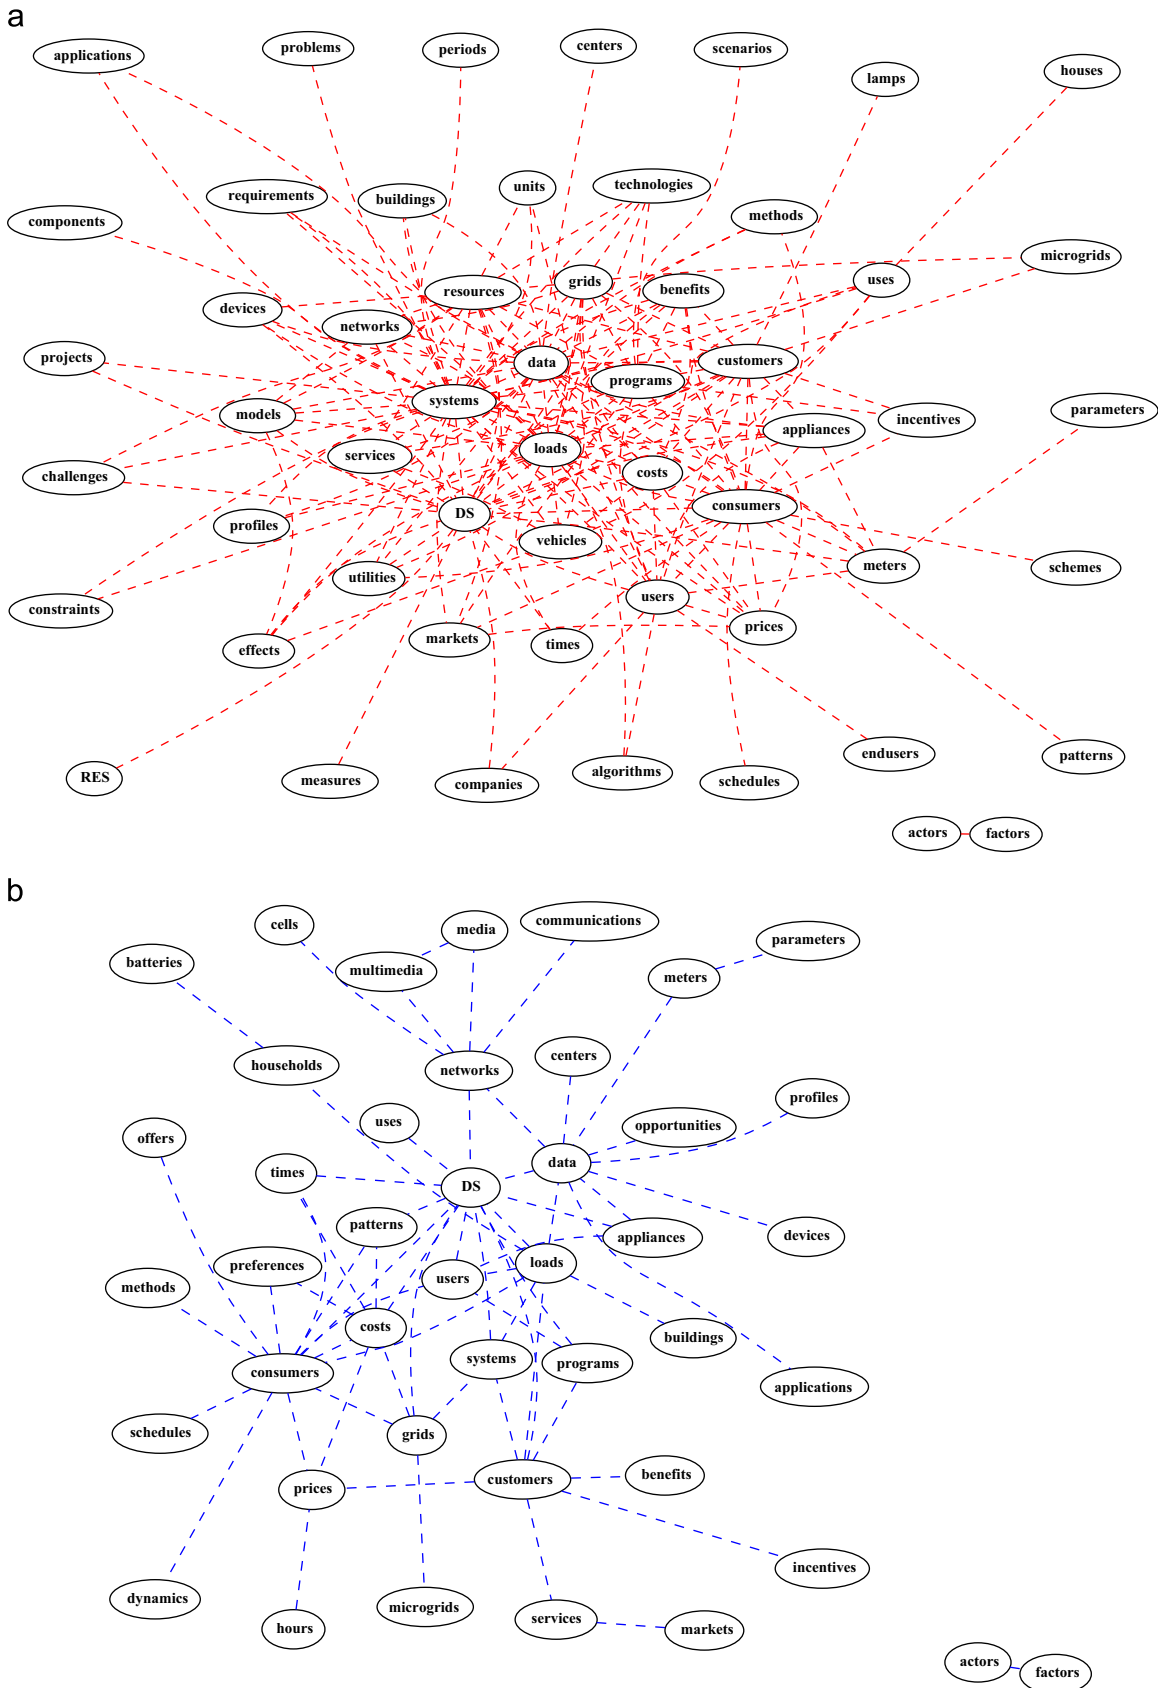 a
applications
problems
periods
centers
scenarios
lamps
houses
requirements
buildings
units
technologies
methods
components
microgrids
devices
resources
grids
benefits
uses
networks
projects
data
customers
programs
systems
models
appliances
incentives
parameters
services
loads
costs
challenges
profiles
DS
vehicles
consumers
utilities
meters
schemes
constraints
users
effects
markets
times
prices
RES
measures
companies
algorithms
schedules
endusers
patterns
actors
factors
b
cells
media
communications
batteries
multimedia
meters
parameters
households
networks
centers
profiles
offers
uses
opportunities
times
DS
data
patterns
appliances
devices
preferences
users
loads
methods
costs
buildings
consumers
systems
programs
applications
schedules
grids
prices
customers
benefits
incentives
dynamics
hours
microgrids
services
markets
actors
factors